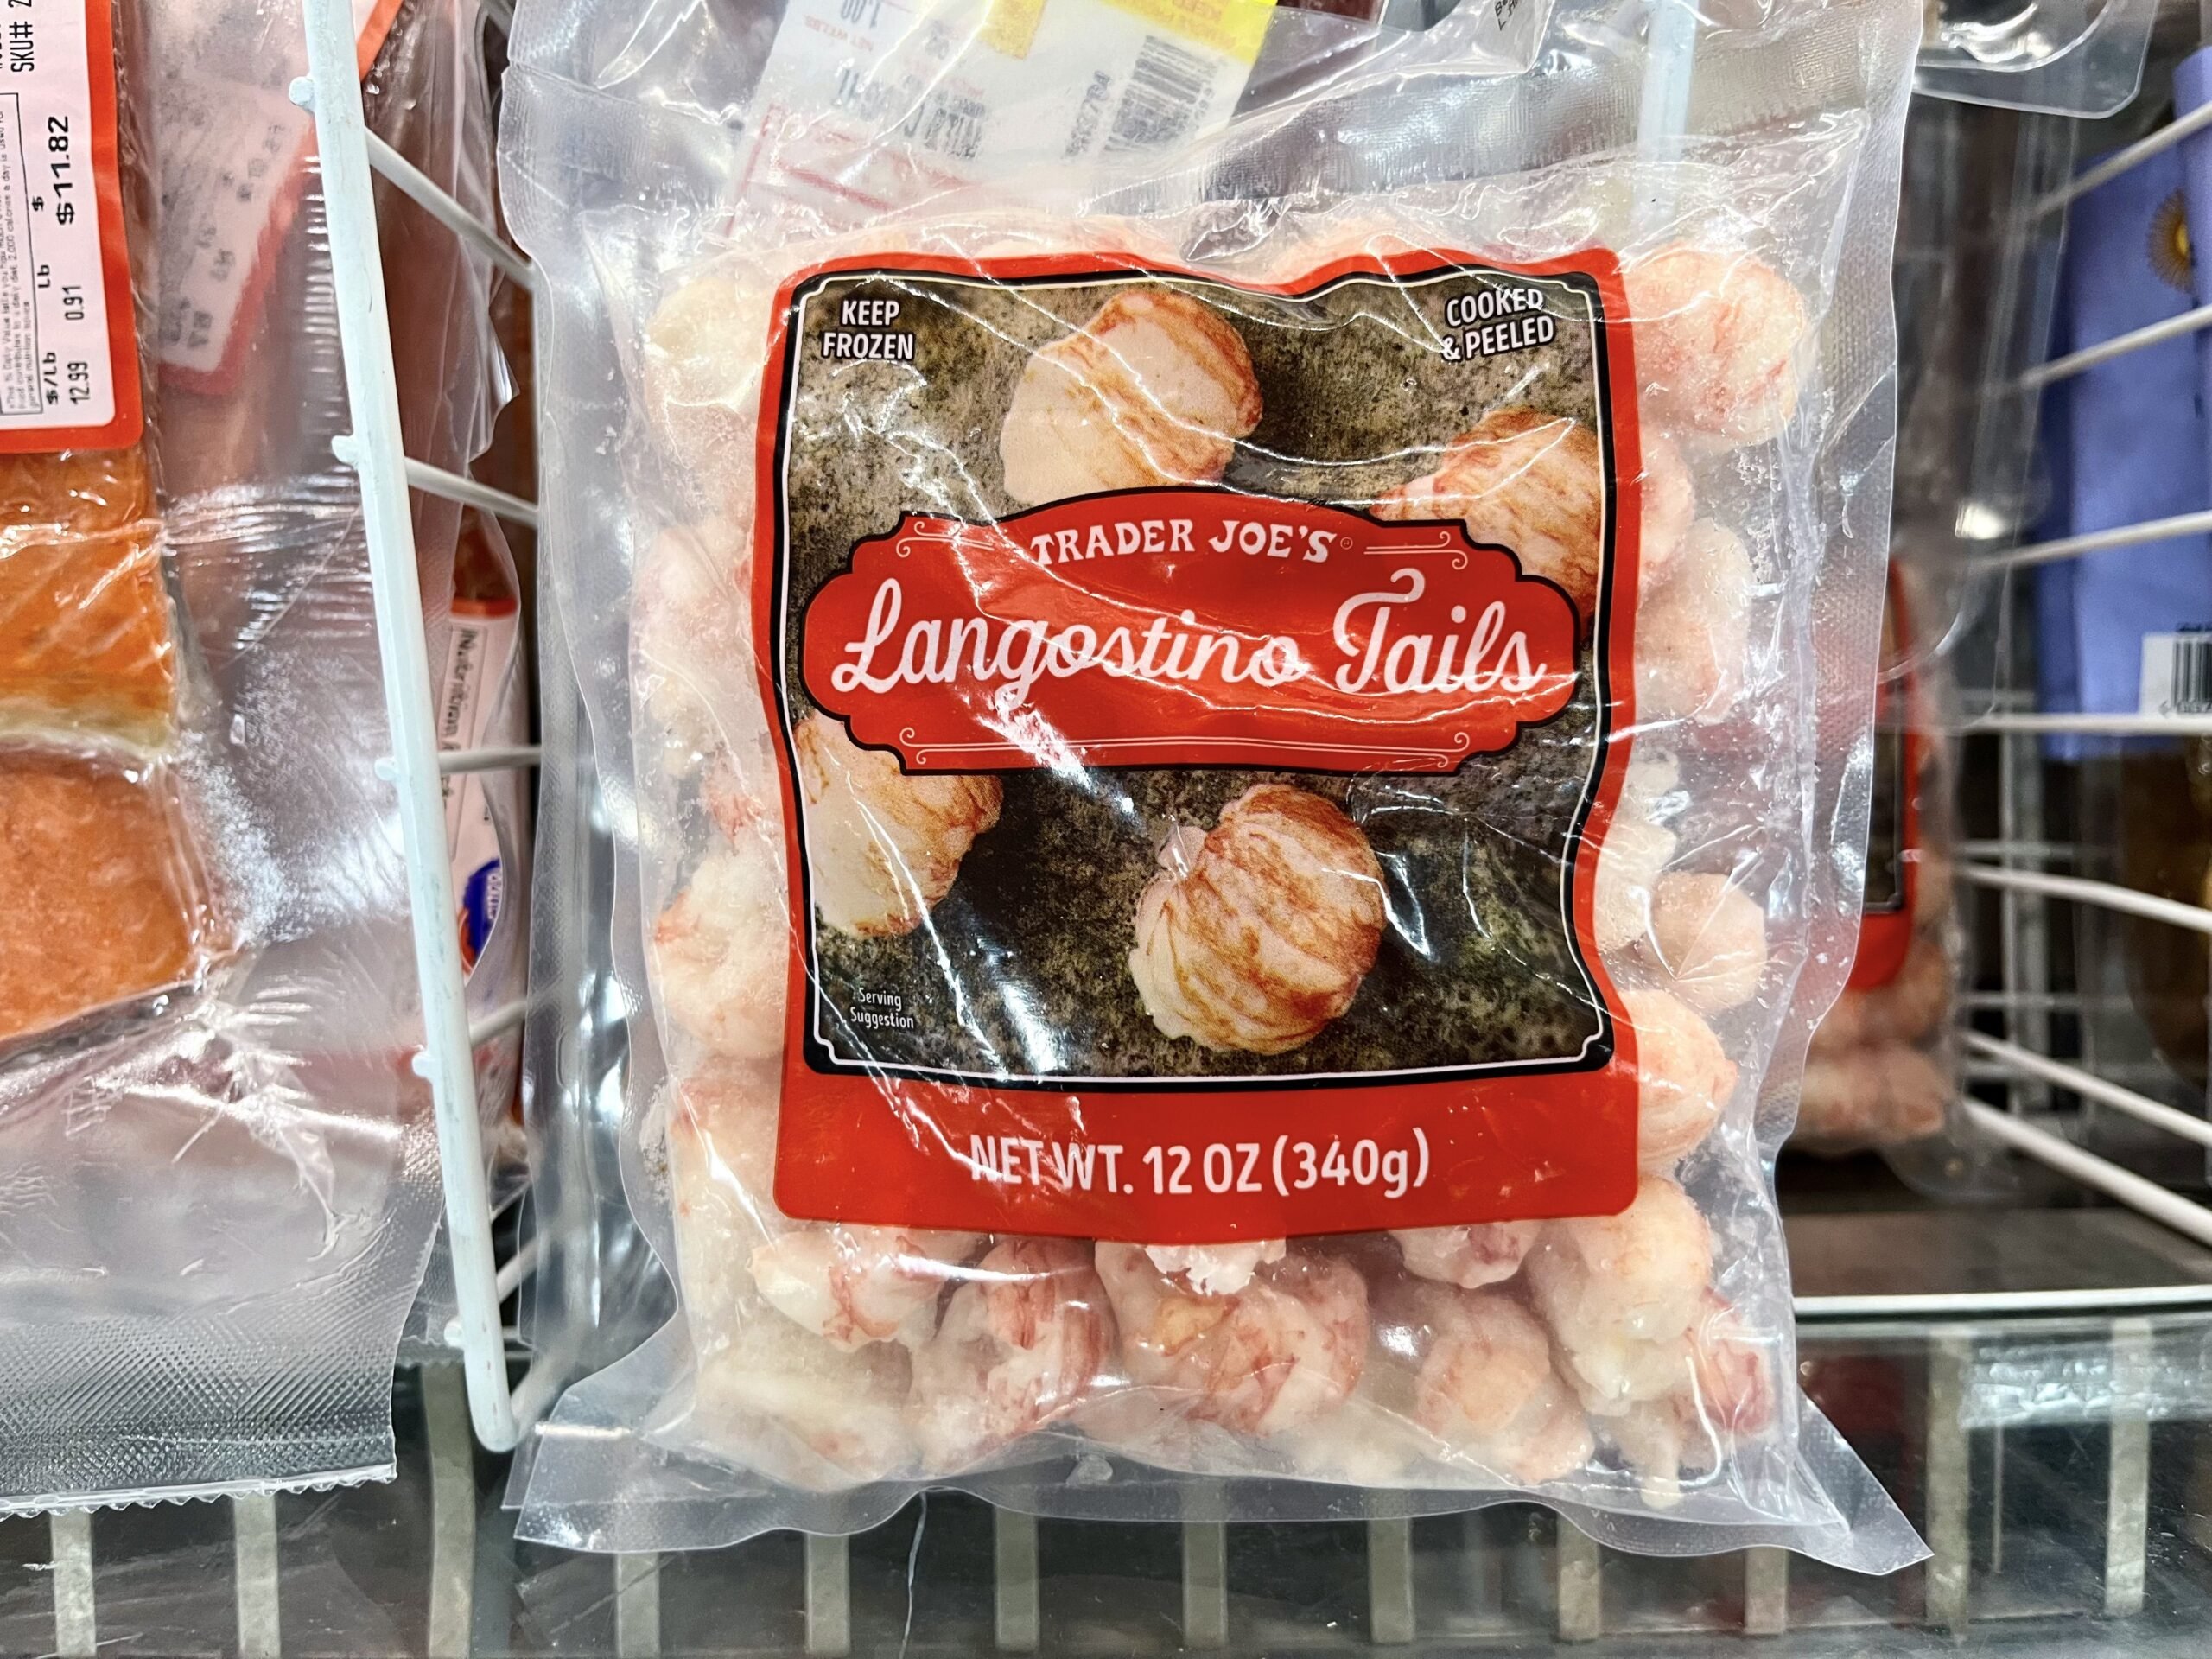 KEEP
FROZEN
COOKED
& PEELED
TRADER JOE'S
Langostino Tails
Serving
Suggestion
NET WT. 12 OZ (340g)
SKU#
$/Lb Lb $
12.99 0.91 $11.82